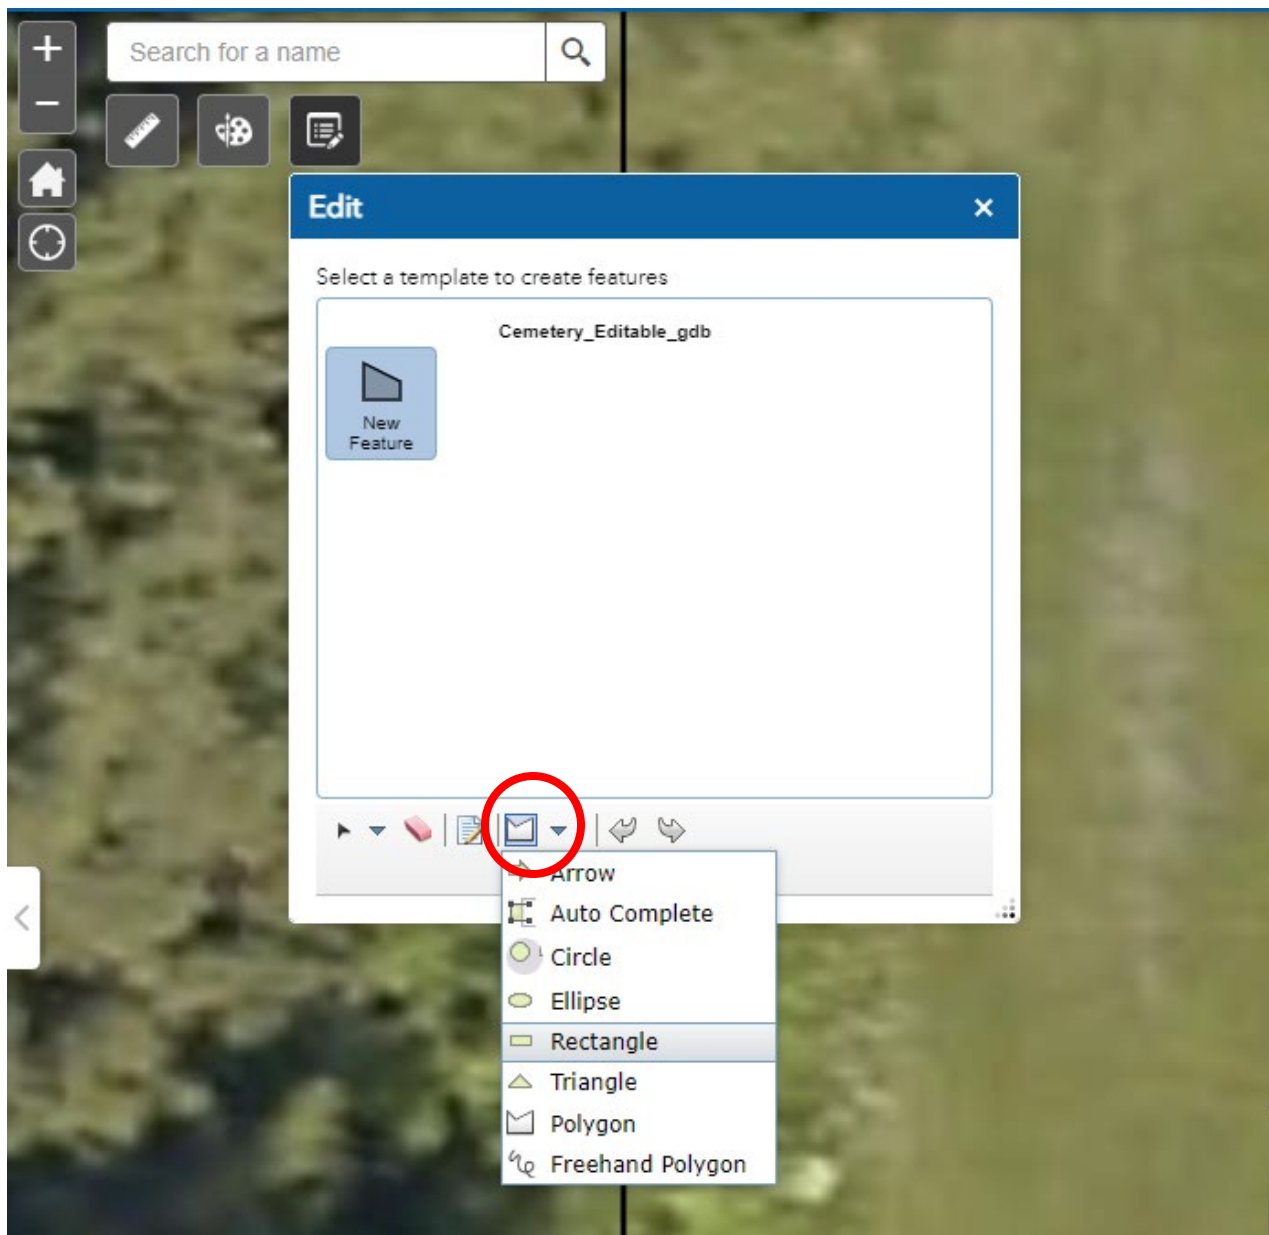 Search for a name
Edit
Select a template to create features
Cemetery_Editable_gdb
New
Feature
Arrow
Auto Complete
Circle
Ellipse
Rectangle
Triangle
Polygon
Freehand Polygon